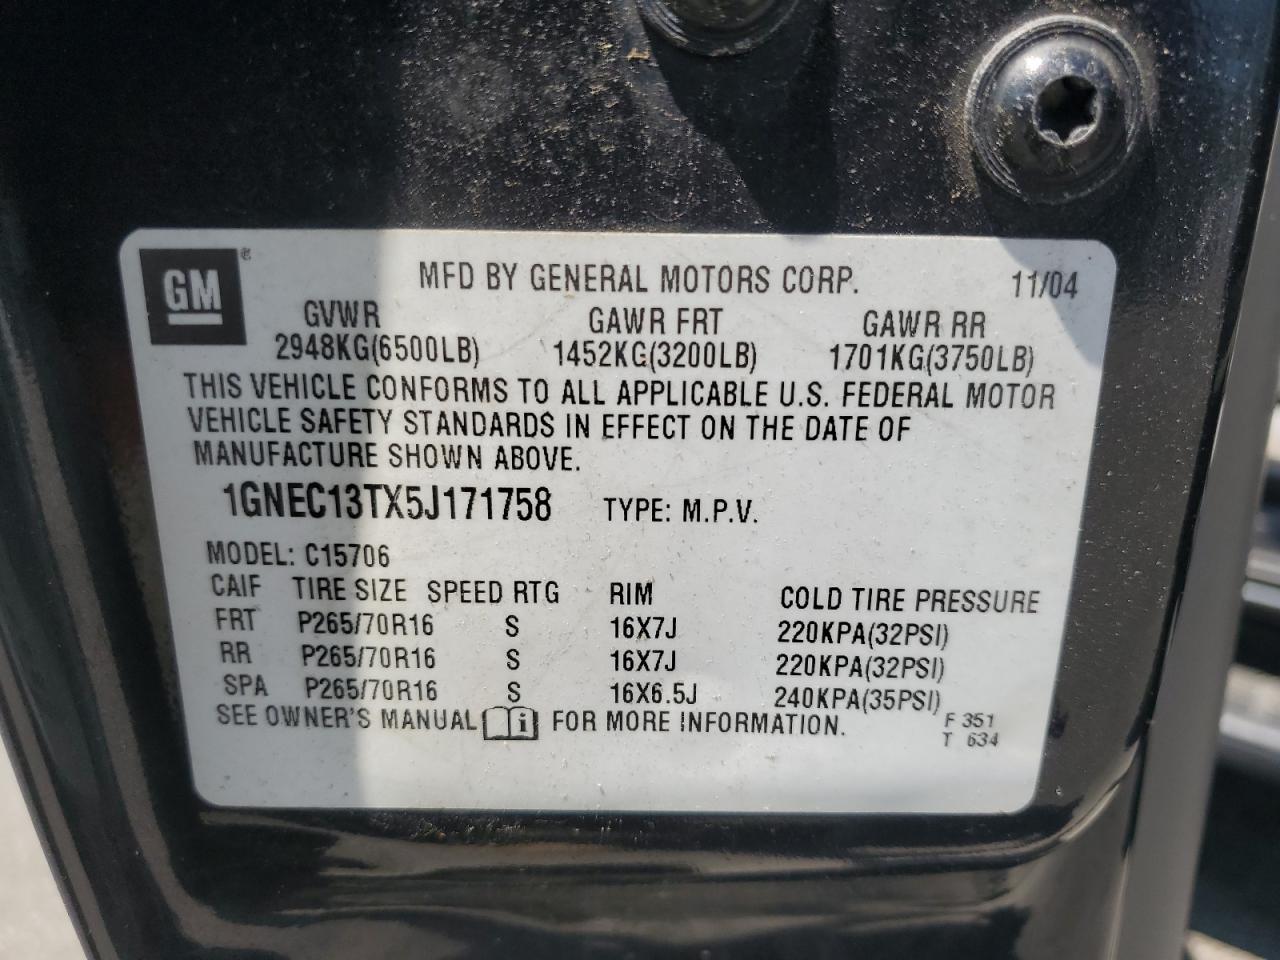 GM ®
MFD BY GENERAL MOTORS CORP. 11/04
GVWR GAWR FRT GAWR RR
2948KG(6500LB) 1452KG(3200LB) 1701KG(3750LB)
THIS VEHICLE CONFORMS TO ALL APPLICABLE U.S. FEDERAL MOTOR
VEHICLE SAFETY STANDARDS IN EFFECT ON THE DATE OF
MANUFACTURE SHOWN ABOVE.
1GNEC13TX5J171758 TYPE: M.P.V.
MODEL: C15706
CAIF TIRE SIZE SPEED RTG RIM COLD TIRE PRESSURE
FRT P265/70R16 S 16X7J 220KPA(32PSI)
RR P265/70R16 S 16X7J 220KPA(32PSI)
SPA P265/70R16 S 16X6.5J 240KPA(35PSI)
SEE OWNER'S MANUAL i FOR MORE INFORMATION.
F 351
T 634